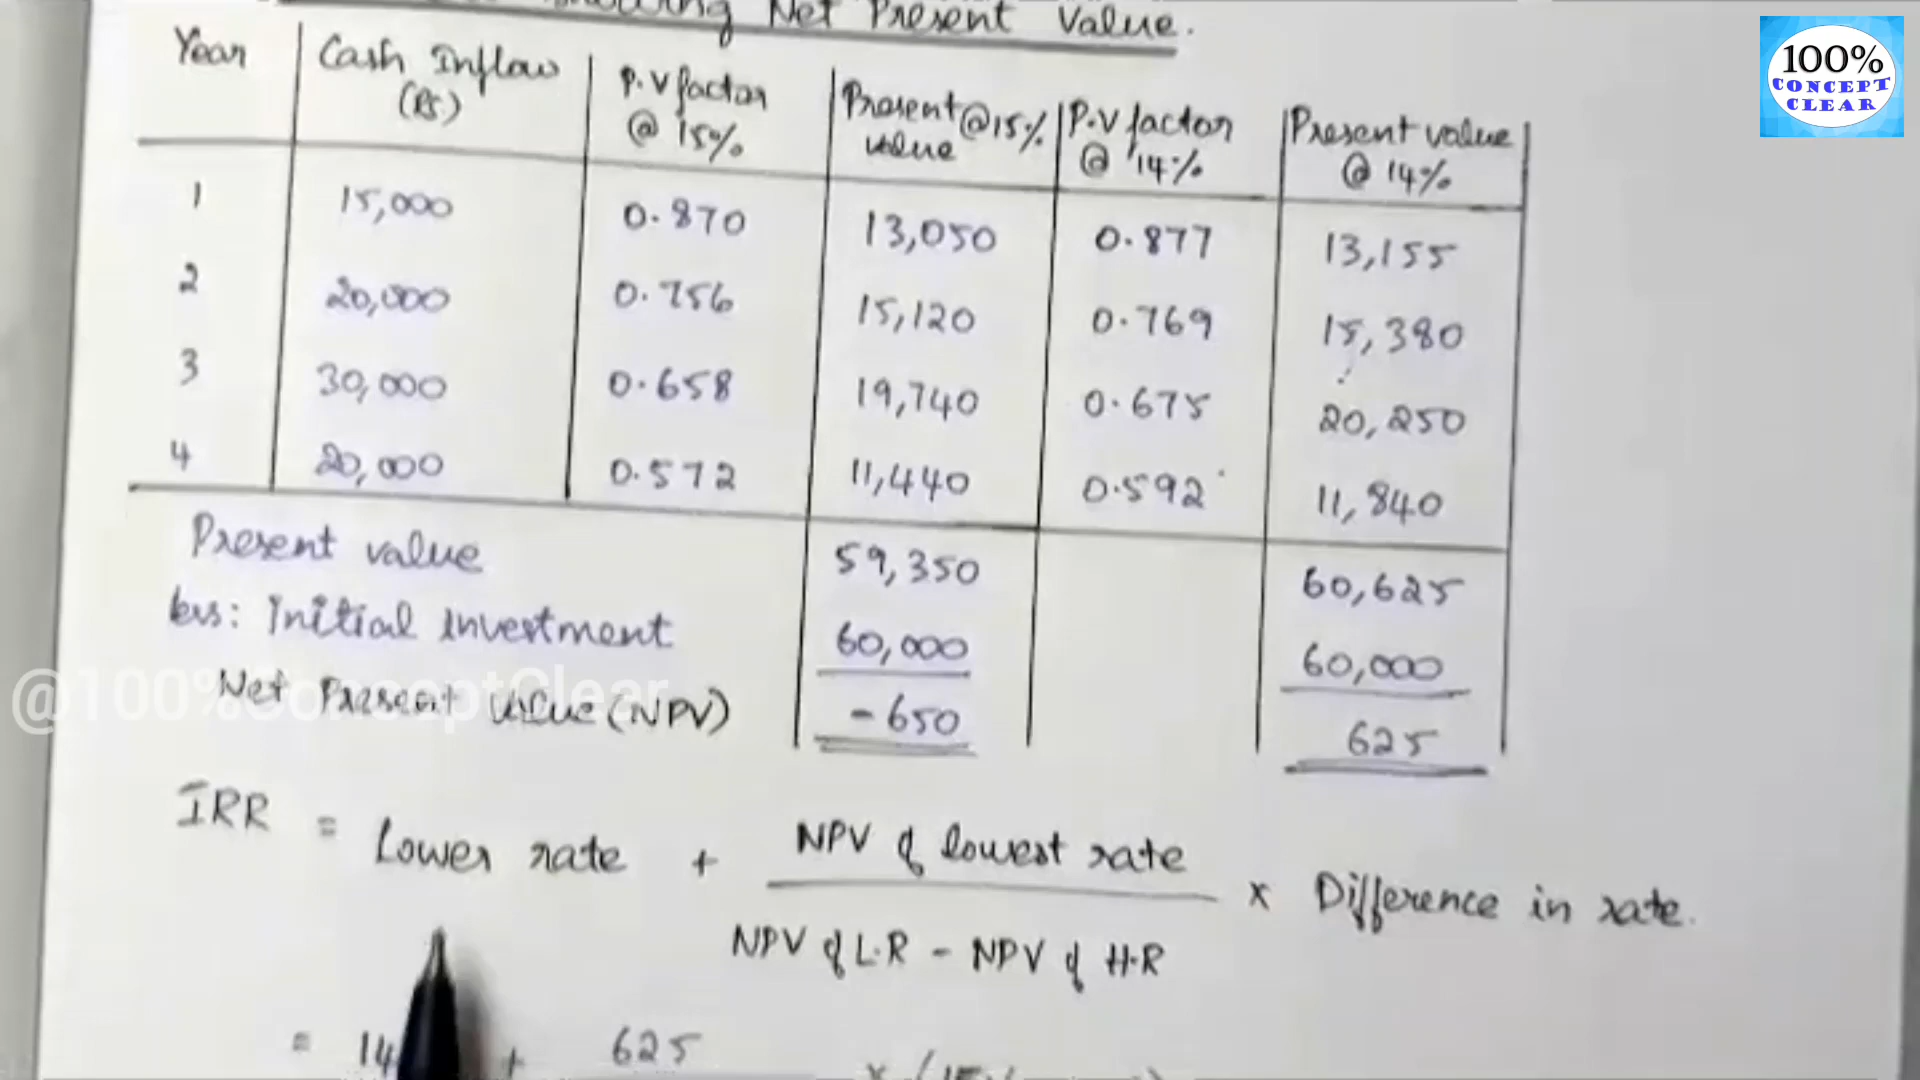 Net Present Value.
Year Cash Inflow (Rs.) P.V factor @ 15% Present value @15% P.V factor @ 14% Present value @ 14%
1 15,000 0.870 13,050 0.877 13,155
2 20,000 0.756 15,120 0.769 15,380
3 30,000 0.658 19,740 0.675 20,250
4 20,000 0.572 11,440 0.592 11,840
Present value 59,350 60,625
Less: Initial Investment 60,000 60,000
Net Present Value (NPV) -650 625
IRR = Lower rate + NPV of lowest rate / NPV of L.R - NPV of H.R x Difference in rate.
= 14 + 625 x (15
100%
CONCEPT
CLEAR
@100%ConceptClear